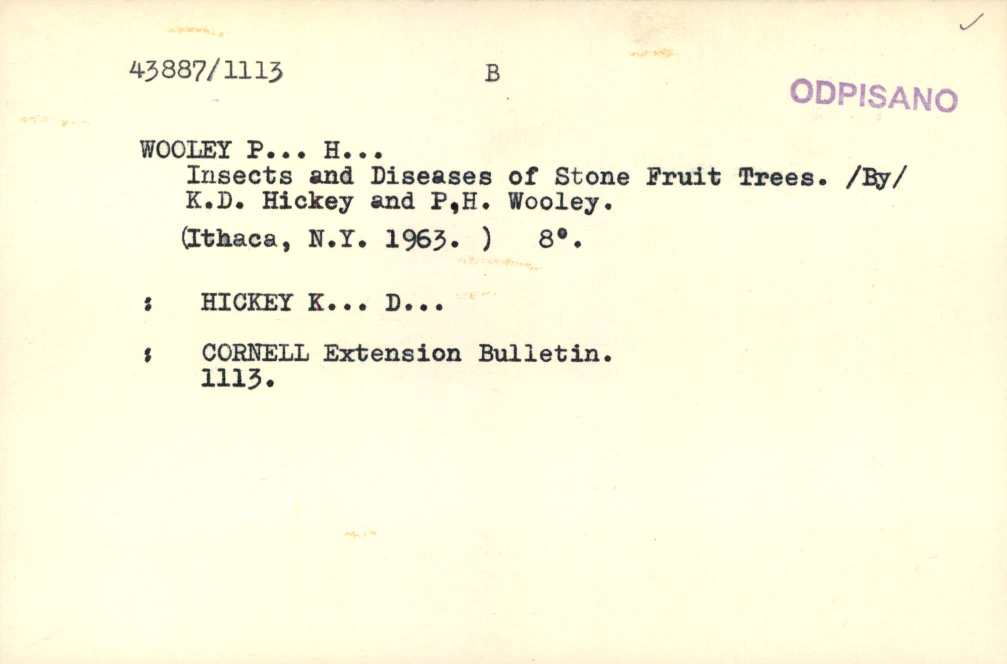 43887/1113 B
ODPISANO
WOOLEY P... H...
Insects and Diseases of Stone Fruit Trees. /By/
K.D. Hickey and P,H. Wooley.
(Ithaca, N.Y. 1963. ) 8°.
: HICKEY K... D...
: CORNELL Extension Bulletin.
1113.